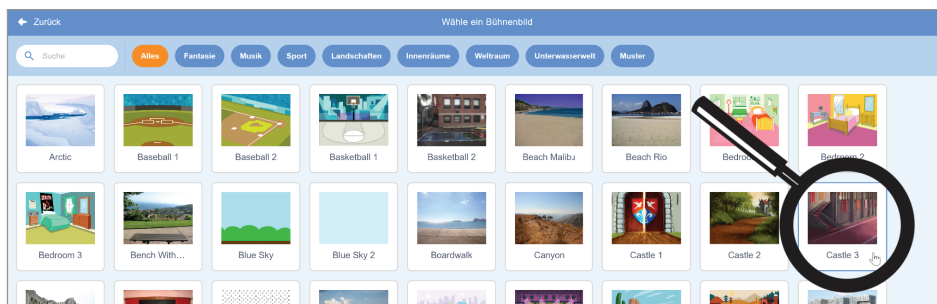 Zurück
Wähle ein Bühnenbild
Suche
Alles
Fantasie
Musik
Sport
Landschaften
Innenräume
Weltraum
Unterwasserwelt
Muster
Arctic
Baseball 1
Baseball 2
Basketball 1
Basketball 2
Beach Malibu
Beach Rio
Bedroom 2
Bedroom 3
Bench With...
Blue Sky
Blue Sky 2
Boardwalk
Canyon
Castle 1
Castle 2
Castle 3